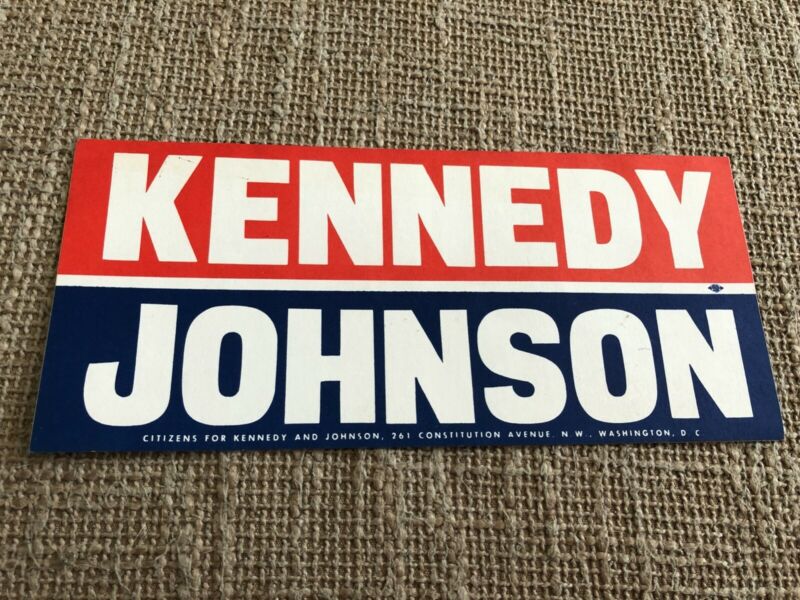 KENNEDY
JOHNSON
CITIZENS FOR KENNEDY AND JOHNSON, 261 CONSTITUTION AVENUE. N. W., WASHINGTON, D C